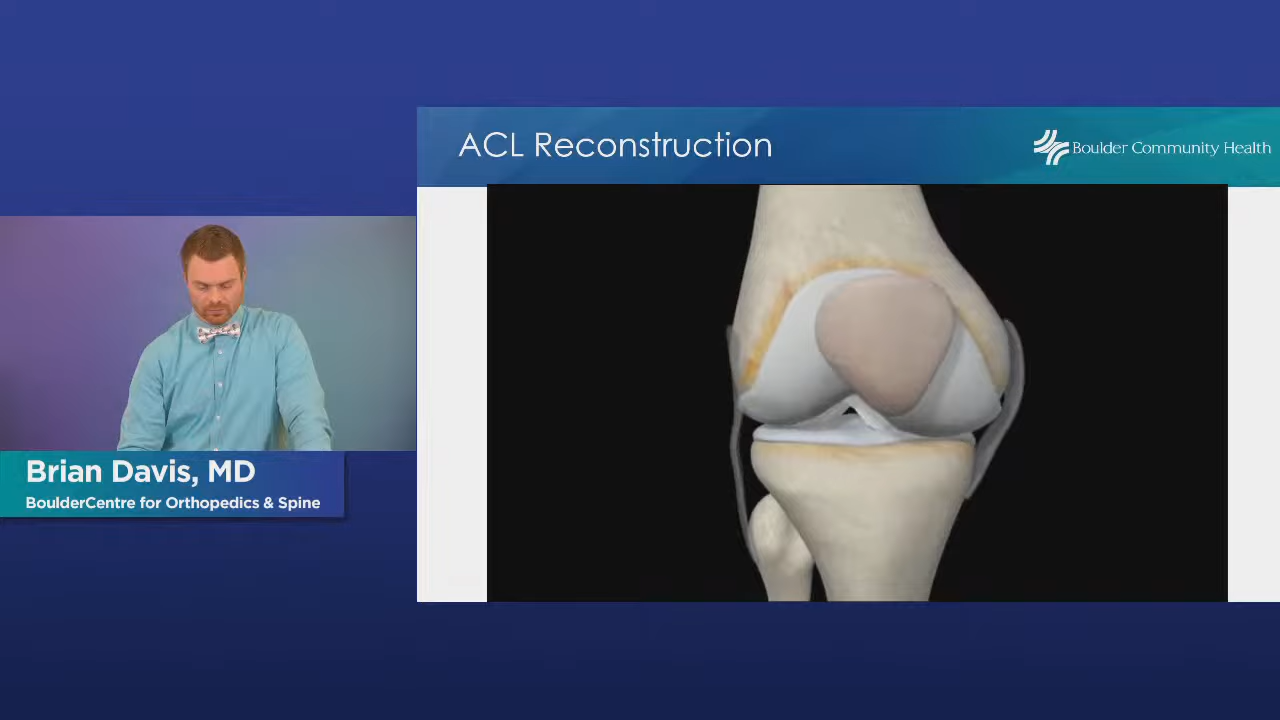 ACL Reconstruction
Boulder Community Health
Brian Davis, MD
BoulderCentre for Orthopedics & Spine